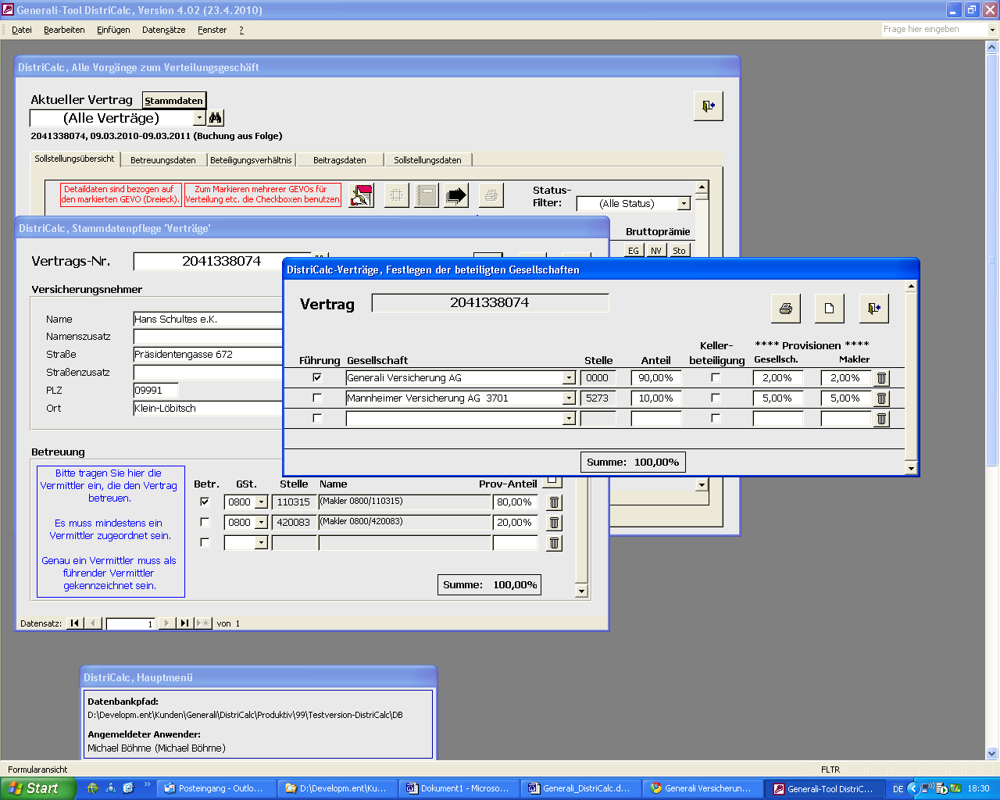 Generali-Tool DistriCalc, Version 4.02 (23.4.2010)
Datei Bearbeiten Einfügen Datensätze Fenster ?
Frage hier eingeben
DistriCalc, Alle Vorgänge zum Verteilungsgeschäft
Aktueller Vertrag Stammdaten
(Alle Verträge)
2041338074, 09.03.2010-09.03.2011 (Buchung aus Folge)
Sollstellungsübersicht Betreuungsdaten Beteiligungsverhältnis Beitragsdaten Sollstellungsdaten
Detaildaten sind bezogen auf
den markierten GEVO (Dreieck).
Zum Markieren mehrerer GEVOs für
Verteilung etc. die Checkboxen benutzen
Status-
Filter: (Alle Status)
Bruttoprämie
EG NV Sto
DistriCalc, Stammdatenpflege 'Verträge'
Vertrags-Nr. 2041338074
Versicherungsnehmer
Name Hans Schultes e.K.
Namenszusatz
Straße Präsidentengasse 672
Straßenzusatz
PLZ 09991
Ort Klein-Löbitsch
Betreuung
Bitte tragen Sie hier die
Vermittler ein, die den Vertrag
betreuen.
Es muss mindestens ein
Vermittler zugeordnet sein.
Genau ein Vermittler muss als
führender Vermittler
gekennzeichnet sein.
Betr. GSt. Stelle Name Prov-Anteil
0800 110315 (Makler 0800/110315) 80,00%
0800 420083 (Makler 0800/420083) 20,00%
Summe: 100,00%
Datensatz: 1 von 1
DistriCalc-Verträge, Festlegen der beteiligten Gesellschaften
Vertrag 2041338074
Keller- **** Provisionen ****
Führung Gesellschaft Stelle Anteil beteiligung Gesellsch. Makler
Generali Versicherung AG 0000 90,00% 2,00% 2,00%
Mannheimer Versicherung AG 3701 5273 10,00% 5,00% 5,00%
Summe: 100,00%
DistriCalc, Hauptmenü
Datenbankpfad:
D:\Developm.ent\Kunden\Generali\DistriCalc\Produktiv\99\Testversion-DistriCalc\DB
Angemeldeter Anwender:
Michael Böhme (Michael Böhme)
Formularansicht FLTR
Start Posteingang - Outlo... D:\Developm.ent\Ku... Dokument1 - Microso... Generali_DistriCalc.d... Generali Versicherun... Generali-Tool DistriC... DE 18:30